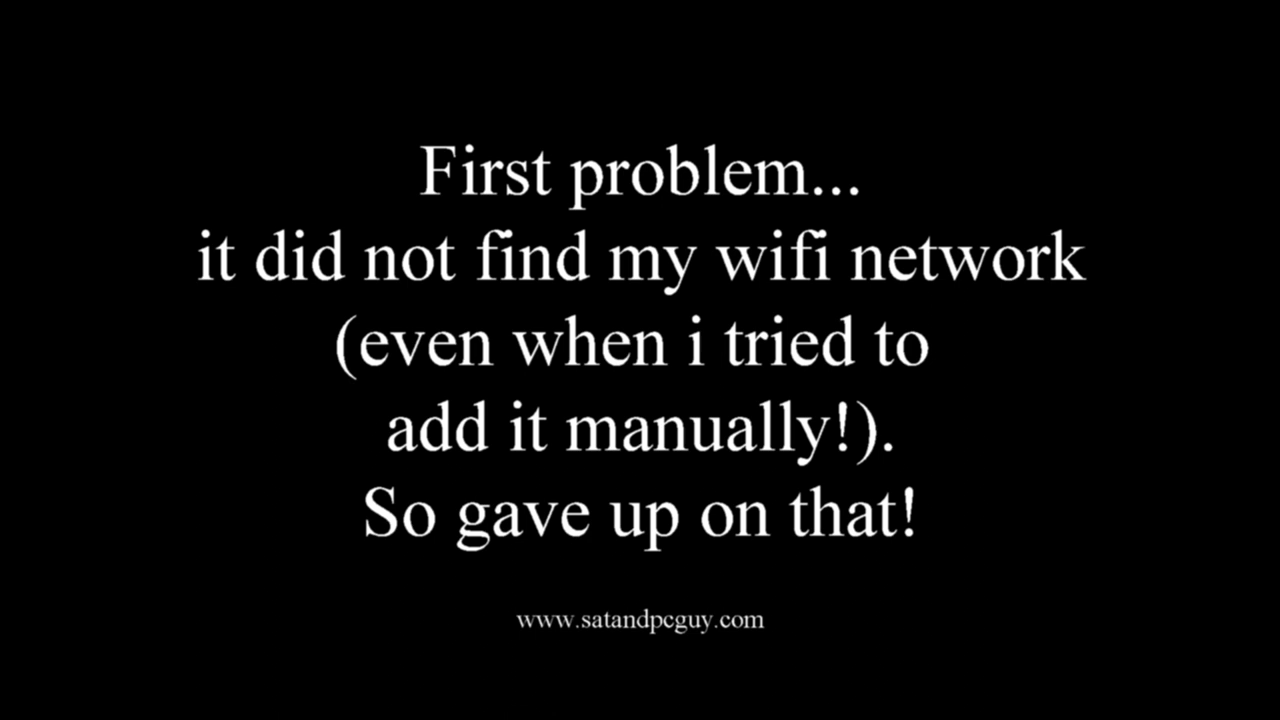 First problem...
it did not find my wifi network
(even when i tried to
add it manually!).
So gave up on that!
www.satandpcguy.com